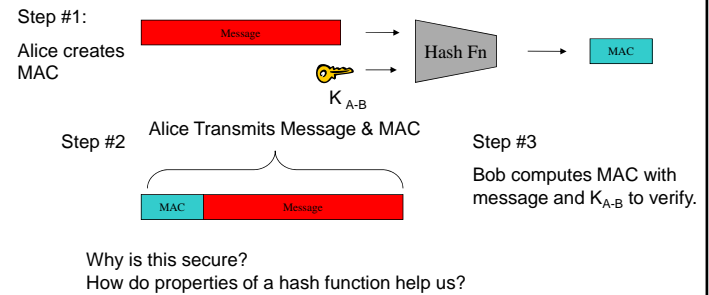 Step #1:
Alice creates
MAC
Message
Hash Fn
MAC
K A-B
Step #2
Alice Transmits Message & MAC
MAC
Message
Step #3
Bob computes MAC with
message and KA-B to verify.
Why is this secure?
How do properties of a hash function help us?